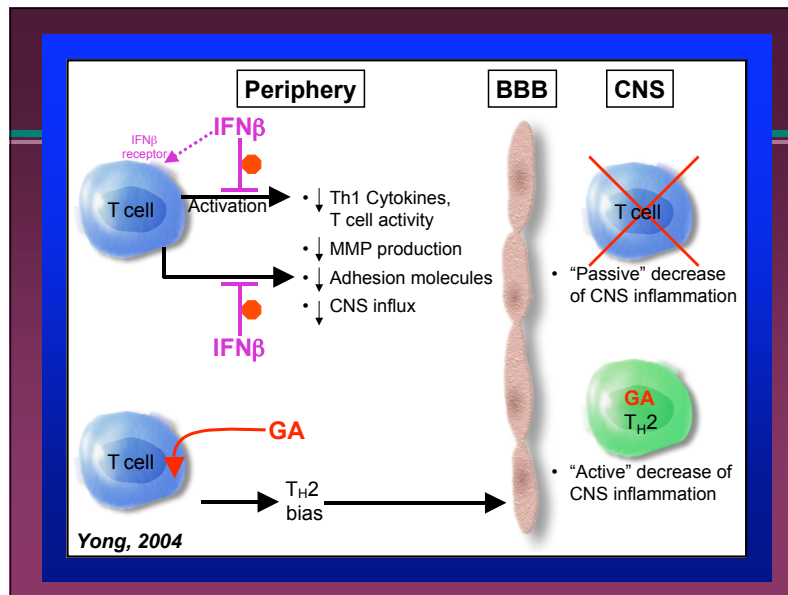 Periphery
BBB
CNS
IFNβ
IFNβ
receptor
T cell
Activation
• ↓ Th1 Cytokines,
T cell activity
• ↓ MMP production
• ↓ Adhesion molecules
• ↓ CNS influx
IFNβ
T cell
• “Passive” decrease
of CNS inflammation
GA
T cell
TH2
bias
GA
TH2
• “Active” decrease of
CNS inflammation
Yong, 2004